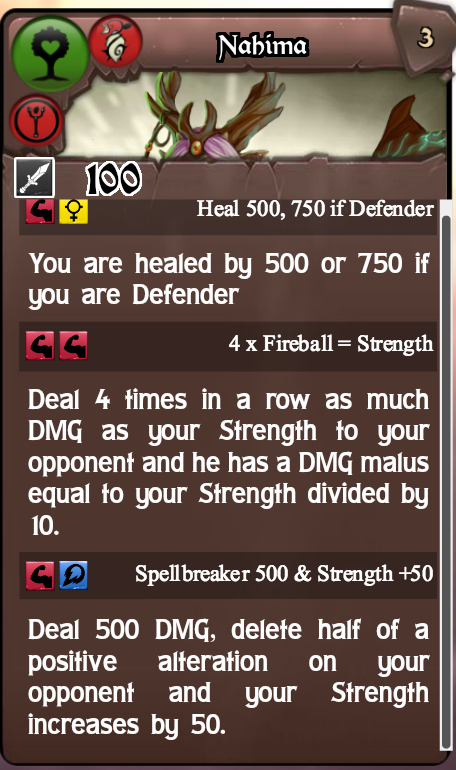 Nahima
3
100
Heal 500, 750 if Defender
You are healed by 500 or 750 if
you are Defender
4 x Fireball = Strength
Deal 4 times in a row as much
DMG as your Strength to your
opponent and he has a DMG malus
equal to your Strength divided by
10.
Spellbreaker 500 & Strength +50
Deal 500 DMG, delete half of a
positive alteration on your
opponent and your Strength
increases by 50.